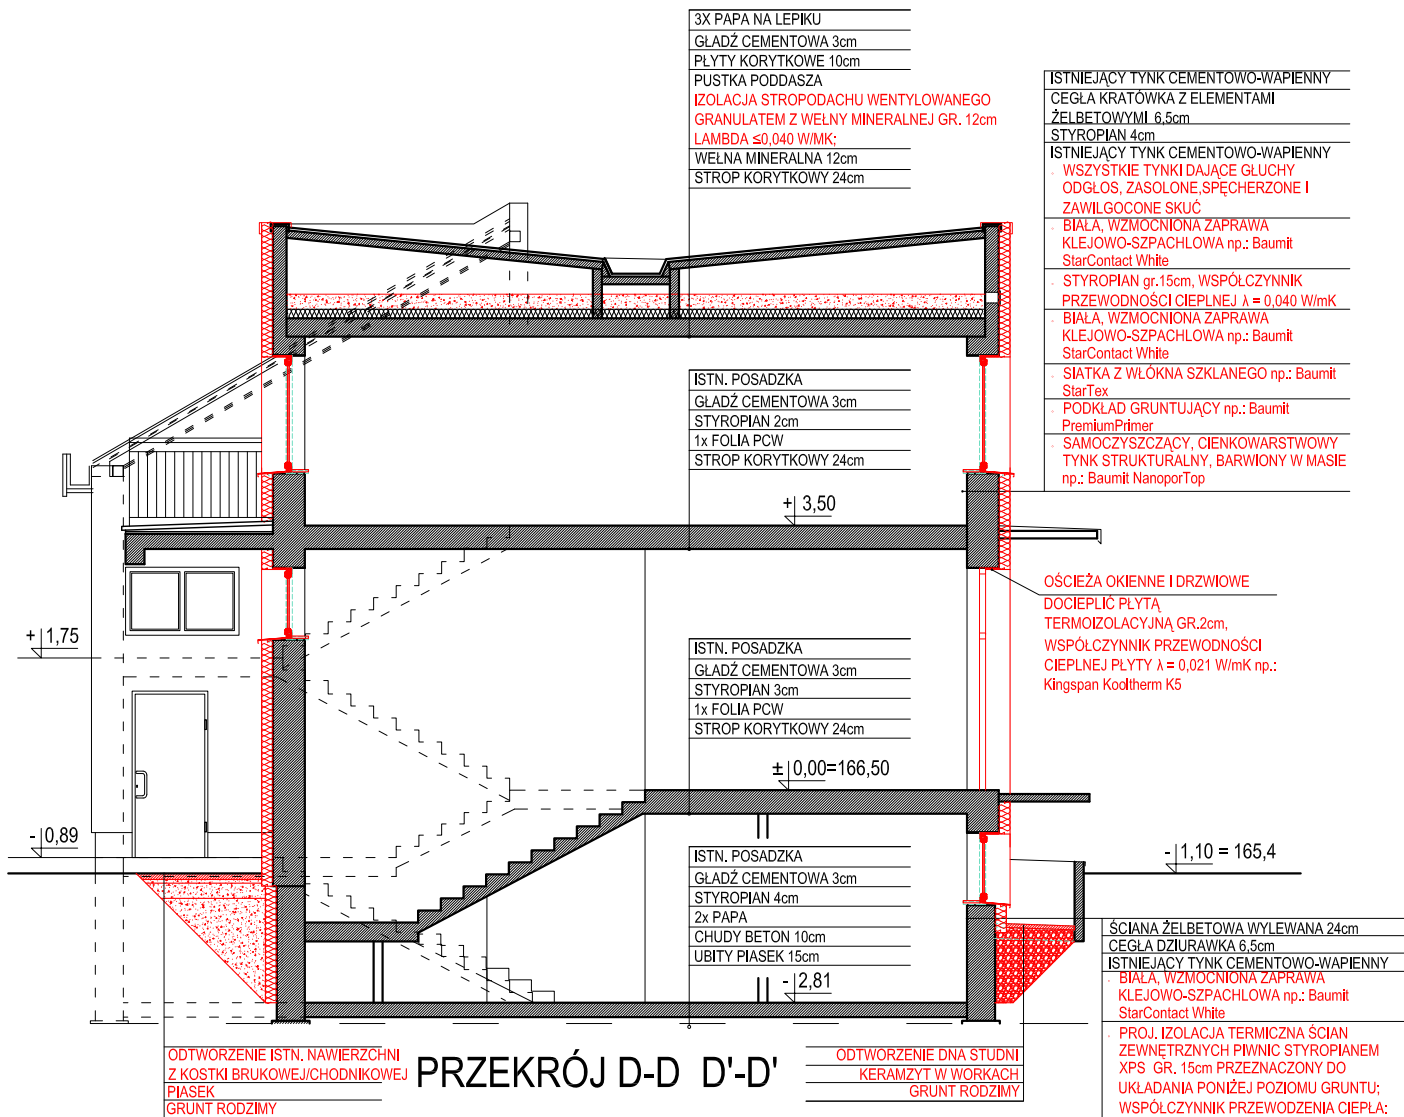 3X PAPA NA LEPIKU
GŁADŹ CEMENTOWA 3cm
PŁYTY KORYTKOWE 10cm
PUSTKA PODDASZA
IZOLACJA STROPODACHU WENTYLOWANEGO
GRANULATEM Z WEŁNY MINERALNEJ GR. 12cm
LAMBDA ≤0,040 W/MK;
WEŁNA MINERALNA 12cm
STROP KORYTKOWY 24cm
ISTNIEJĄCY TYNK CEMENTOWO-WAPIENNY
CEGŁA KRATÓWKA Z ELEMENTAMI
ŻELBETOWYMI 6,5cm
STYROPIAN 4cm
ISTNIEJĄCY TYNK CEMENTOWO-WAPIENNY
WSZYSTKIE TYNKI DAJĄCE GŁUCHY
ODGŁOS, ZASOLONE,SPĘCHERZONE I
ZAWILGOCONE SKUĆ
BIAŁA, WZMOCNIONA ZAPRAWA
KLEJOWO-SZPACHLOWA np.: Baumit
StarContact White
STYROPIAN gr.15cm, WSPÓŁCZYNNIK
PRZEWODNOŚCI CIEPLNEJ λ = 0,040 W/mK
BIAŁA, WZMOCNIONA ZAPRAWA
KLEJOWO-SZPACHLOWA np.: Baumit
StarContact White
SIATKA Z WŁÓKNA SZKLANEGO np.: Baumit
StarTex
PODKŁAD GRUNTUJĄCY np.: Baumit
PremiumPrimer
SAMOCZYSZCZĄCY, CIENKOWARSTWOWY
TYNK STRUKTURALNY, BARWIONY W MASIE
np.: Baumit NanoporTop
ISTN. POSADZKA
GŁADŹ CEMENTOWA 3cm
STYROPIAN 2cm
1x FOLIA PCW
STROP KORYTKOWY 24cm
+ 3,50
OŚCIEŻA OKIENNE I DRZWIOWE
DOCIEPLIĆ PŁYTĄ
TERMOIZOLACYJNĄ GR.2cm,
WSPÓŁCZYNNIK PRZEWODNOŚCI
CIEPLNEJ PŁYTY λ = 0,021 W/mK np.:
Kingspan Kooltherm K5
+ 1,75
ISTN. POSADZKA
GŁADŹ CEMENTOWA 3cm
STYROPIAN 3cm
1x FOLIA PCW
STROP KORYTKOWY 24cm
± 0,00=166,50
- 0,89
- 1,10 = 165,4
ISTN. POSADZKA
GŁADŹ CEMENTOWA 3cm
STYROPIAN 4cm
2x PAPA
CHUDY BETON 10cm
UBITY PIASEK 15cm
- 2,81
ŚCIANA ŻELBETOWA WYLEWANA 24cm
CEGŁA DZIURAWKA 6,5cm
ISTNIEJĄCY TYNK CEMENTOWO-WAPIENNY
BIAŁA, WZMOCNIONA ZAPRAWA
KLEJOWO-SZPACHLOWA np.: Baumit
StarContact White
PROJ. IZOLACJA TERMICZNA ŚCIAN
ZEWNĘTRZNYCH PIWNIC STYROPIANEM
XPS GR. 15cm PRZEZNACZONY DO
UKŁADANIA PONIŻEJ POZIOMU GRUNTU;
WSPÓŁCZYNNIK PRZEWODZENIA CIEPŁA:
ODTWORZENIE ISTN. NAWIERZCHNI
Z KOSTKI BRUKOWEJ/CHODNIKOWEJ
PIASEK
GRUNT RODZIMY
PRZEKRÓJ D-D D'-D'
ODTWORZENIE DNA STUDNI
KERAMZYT W WORKACH
GRUNT RODZIMY